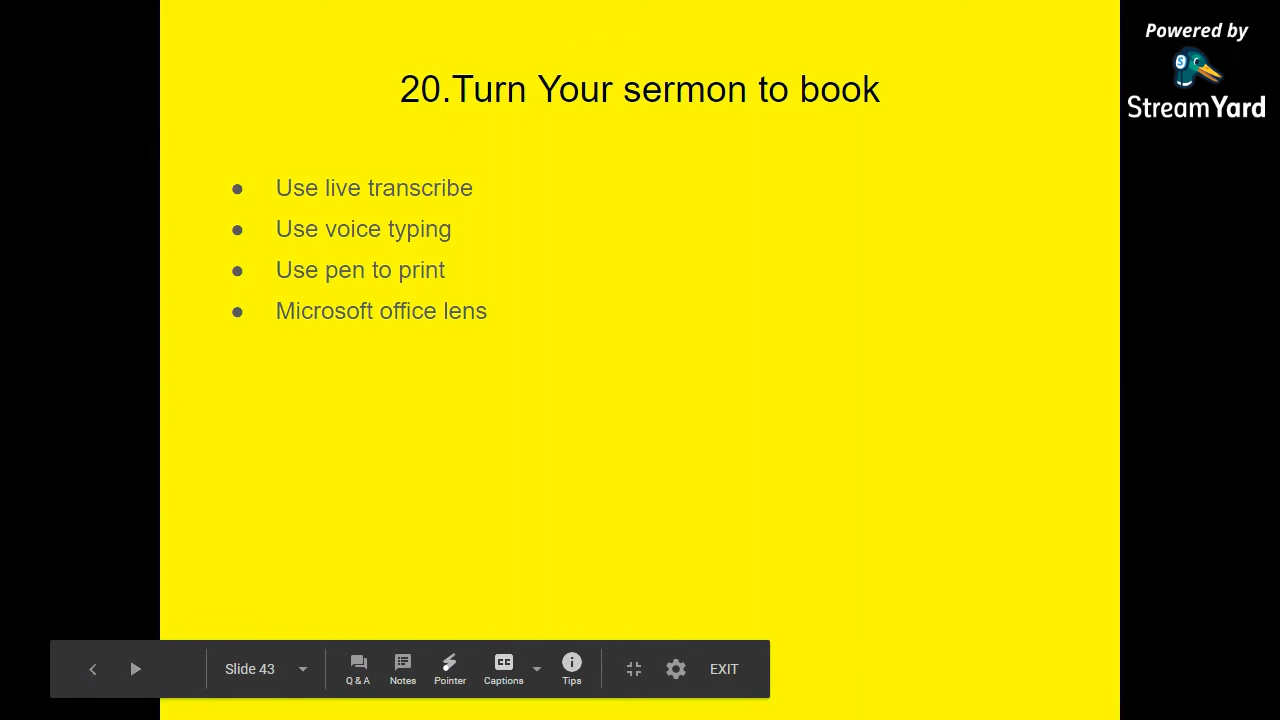 Powered by
StreamYard
20.Turn Your sermon to book
● Use live transcribe
● Use voice typing
● Use pen to print
● Microsoft office lens
Slide 43
Q & A
Notes
Pointer
CC
Captions
Tips
EXIT